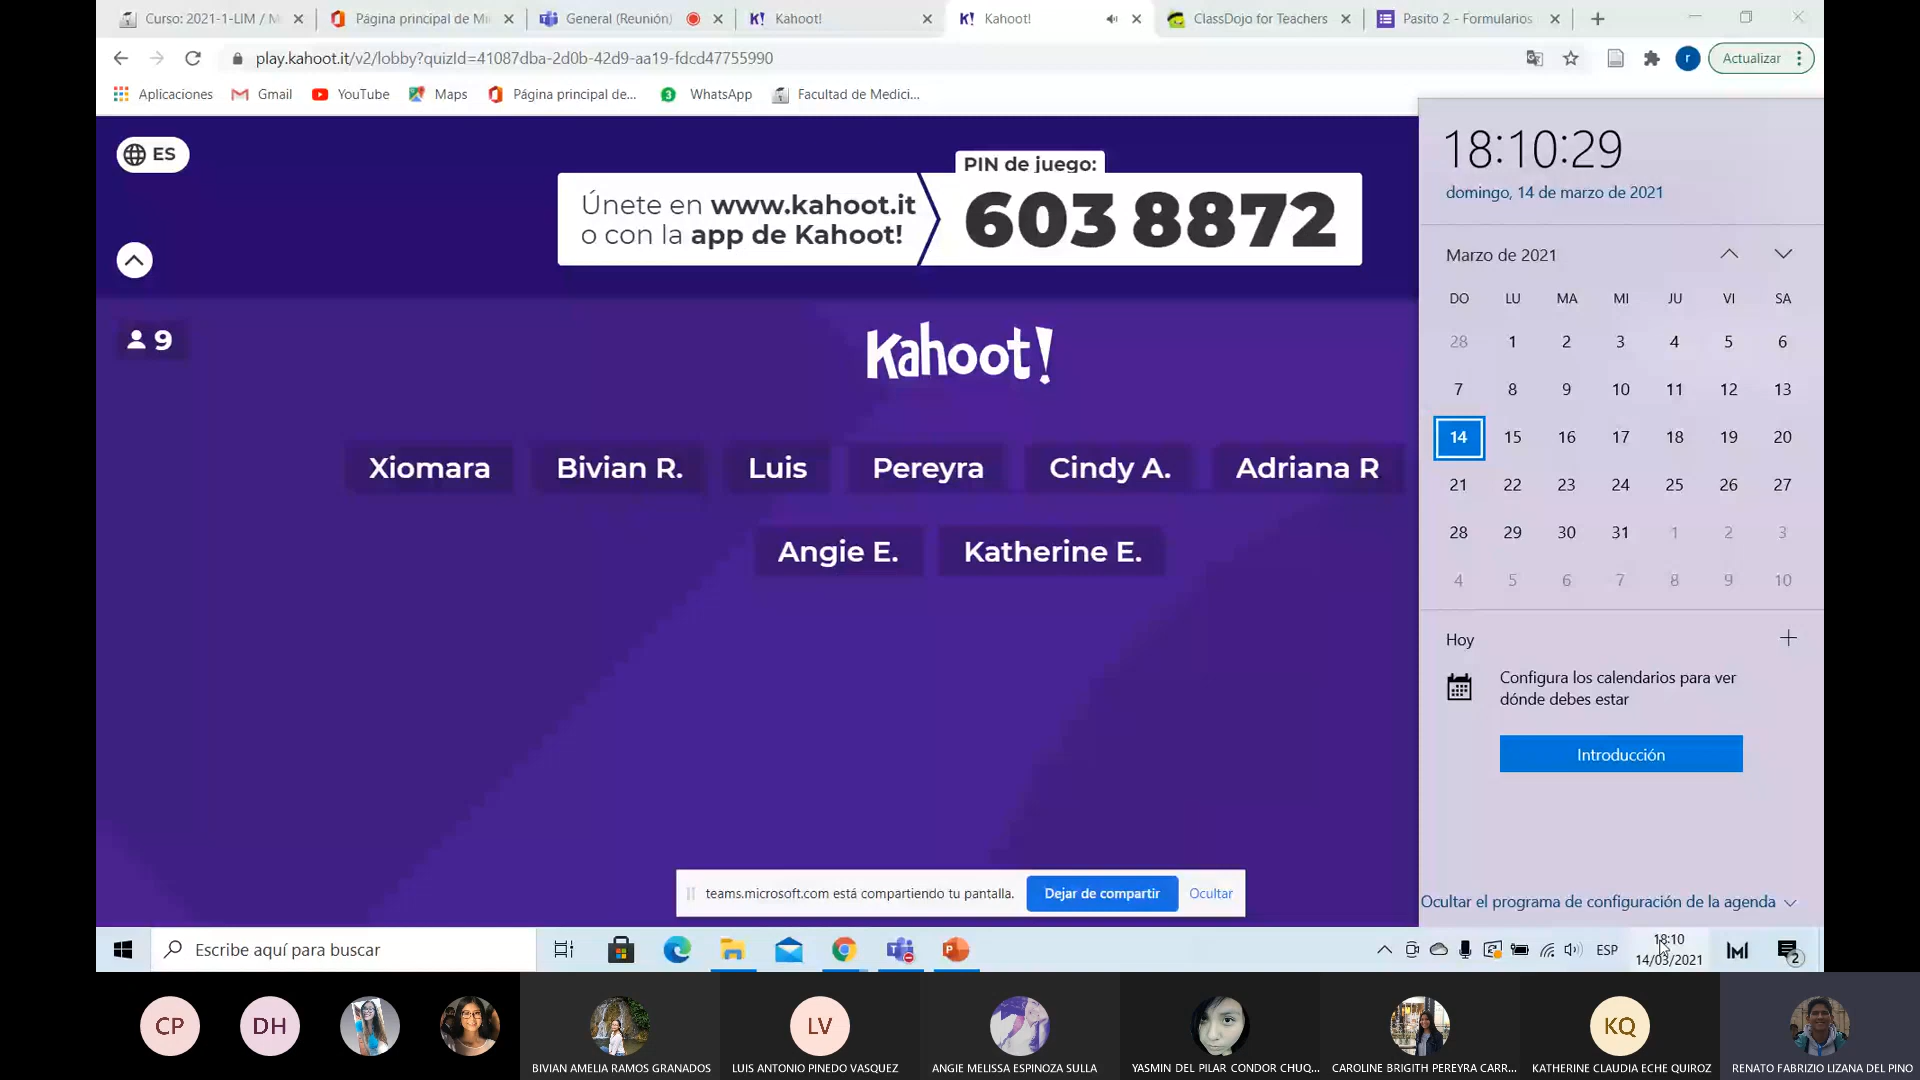 Curso: 2021-1-LIM / M
Página principal de Mi
General (Reunión)
Kahoot!
Kahoot!
ClassDojo for Teachers
Pasito 2 - Formularios
play.kahoot.it/v2/lobby?quizId=41087dba-2d0b-42d9-aa19-fdcd47755990
r
Actualizar
Aplicaciones
Gmail
YouTube
Maps
Página principal de...
3
WhatsApp
Facultad de Medici...
ES
Únete en www.kahoot.it
o con la app de Kahoot!
PIN de juego:
603 8872
9
Kahoot!
Xiomara
Bivian R.
Luis
Pereyra
Cindy A.
Adriana R
Angie E.
Katherine E.
18:10:29
domingo, 14 de marzo de 2021
Marzo de 2021
DO LU MA MI JU VI SA
28 1 2 3 4 5 6
7 8 9 10 11 12 13
14 15 16 17 18 19 20
21 22 23 24 25 26 27
28 29 30 31 1 2 3
4 5 6 7 8 9 10
Hoy
Configura los calendarios para ver
dónde debes estar
Introducción
Ocultar el programa de configuración de la agenda
teams.microsoft.com está compartiendo tu pantalla.
Dejar de compartir
Ocultar
Escribe aquí para buscar
ESP
18:10
14/03/2021
2
CP
DH
LV
KQ
BIVIAN AMELIA RAMOS GRANADOS
LUIS ANTONIO PINEDO VASQUEZ
ANGIE MELISSA ESPINOZA SULLA
YASMIN DEL PILAR CONDOR CHUQ...
CAROLINE BRIGITH PEREYRA CARR...
KATHERINE CLAUDIA ECHE QUIROZ
RENATO FABRIZIO LIZANA DEL PINO